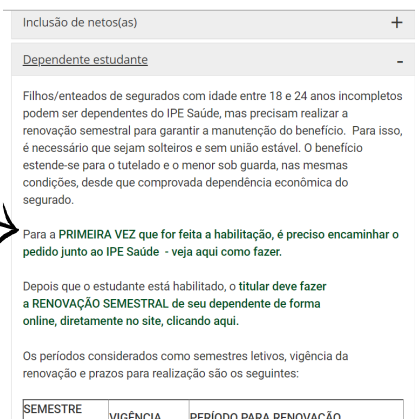 Inclusão de netos(as) +
Dependente estudante -
Filhos/enteados de segurados com idade entre 18 e 24 anos incompletos
podem ser dependentes do IPE Saúde, mas precisam realizar a
renovação semestral para garantir a manutenção do benefício. Para isso,
é necessário que sejam solteiros e sem união estável. O benefício
estende-se para o tutelado e o menor sob guarda, nas mesmas
condições, desde que comprovada dependência econômica do
segurado.
Para a PRIMEIRA VEZ que for feita a habilitação, é preciso encaminhar o
pedido junto ao IPE Saúde - veja aqui como fazer.
Depois que o estudante está habilitado, o titular deve fazer
a RENOVAÇÃO SEMESTRAL de seu dependente de forma
online, diretamente no site, clicando aqui.
Os períodos considerados como semestres letivos, vigência da
renovação e prazos para realização são os seguintes:
SEMESTRE
VIGÊNCIA PERÍODO PARA RENOVAÇÃO